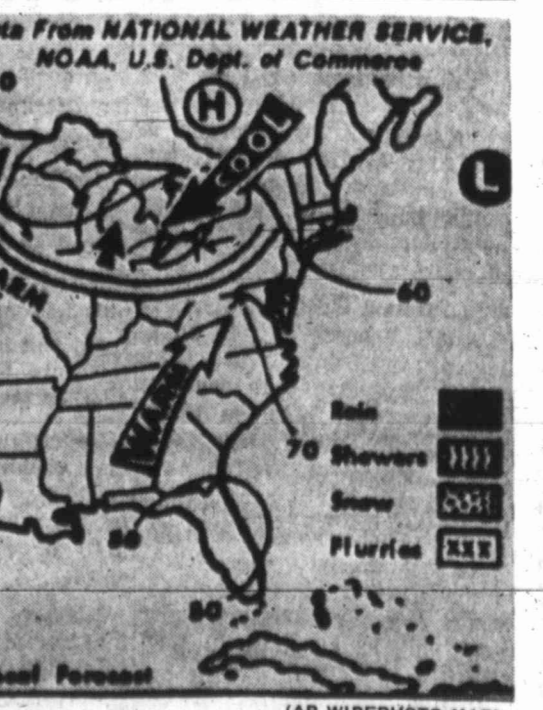 ta From NATIONAL WEATHER SERVICE,
NOAA, U.S. Dept. of Commerce
0
H
COOL
L
ARM
60
WARM
Rain
70 Showers
Snow
80
Flurries
80
Forecast